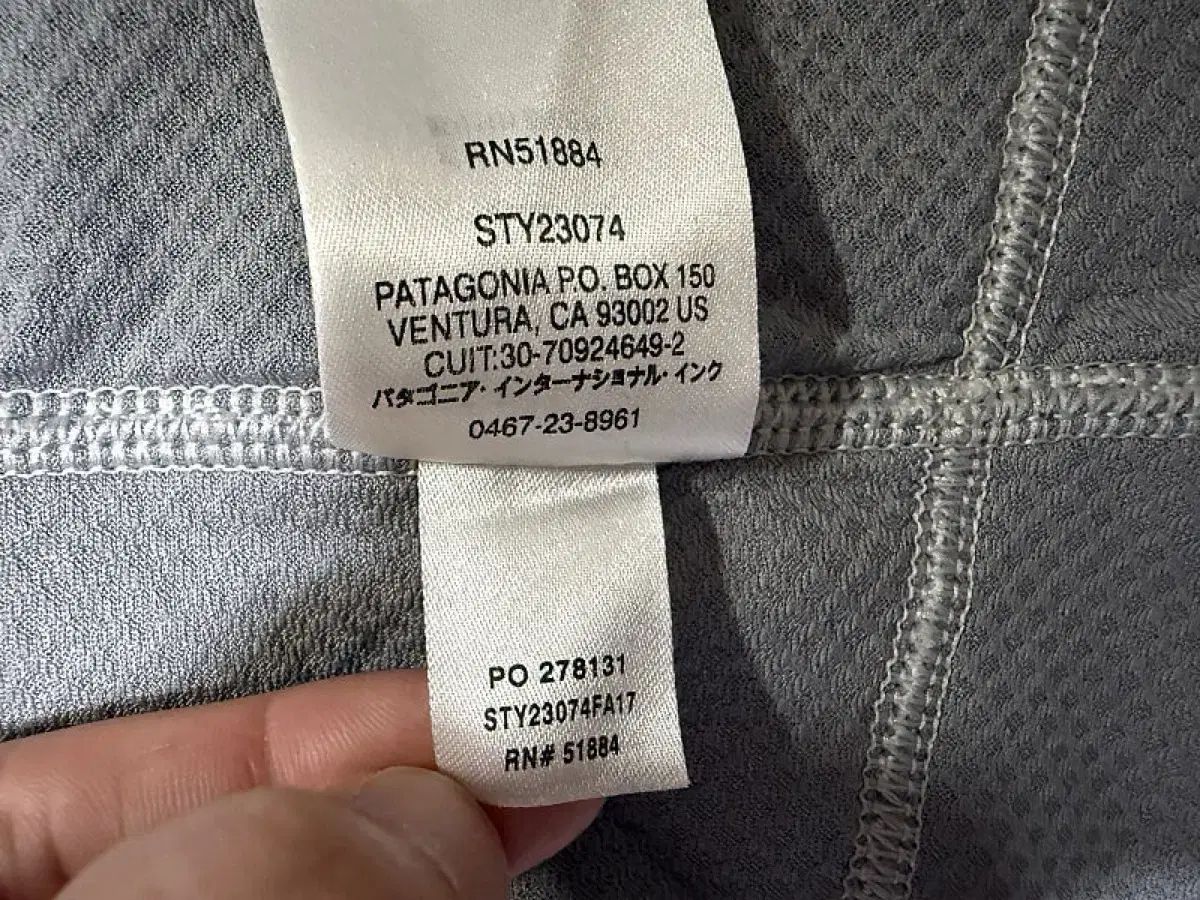 RN51884
STY23074
PATAGONIA P.O. BOX 150
VENTURA, CA 93002 US
CUIT:30-70924649-2
パタゴニア・インターナショナル・インク
0467-23-8961
PO 278131
STY23074FA17
RN# 51884